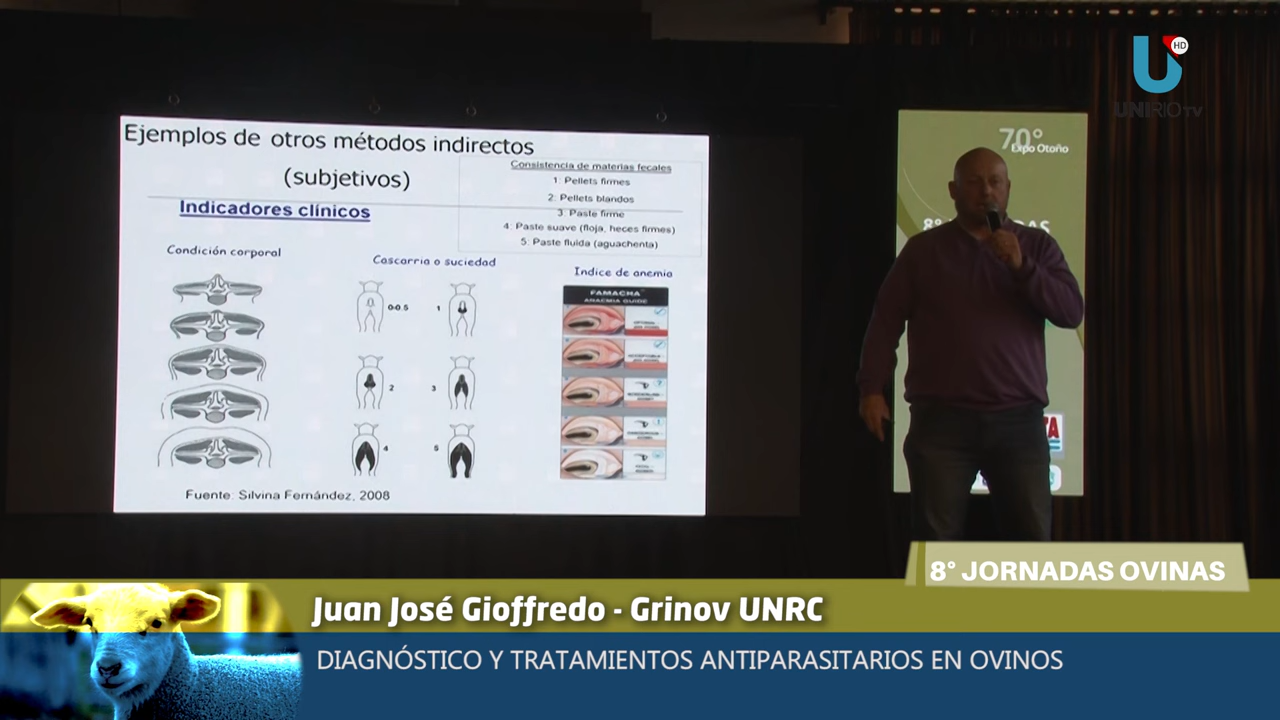 HD
UNIRIO TV
Ejemplos de otros métodos indirectos
(subjetivos)
Consistencia de materias fecales
1: Pellets firmes
2: Pellets blandos
3: Paste firme
4: Paste suave (floja, heces firmes)
5: Paste fluida (aguachenta)
Indicadores clínicos
Condición corporal
Cascarria o suciedad
Indice de anemia
FAMACHA
ANAEMIA GUIDE
0-0.5
1
2
3
4
5
Fuente: Silvina Fernández, 2008
70°
Expo Otoño
8° JORNADAS OVINAS
Juan José Gioffredo - Grinov UNRC
DIAGNÓSTICO Y TRATAMIENTOS ANTIPARASITARIOS EN OVINOS